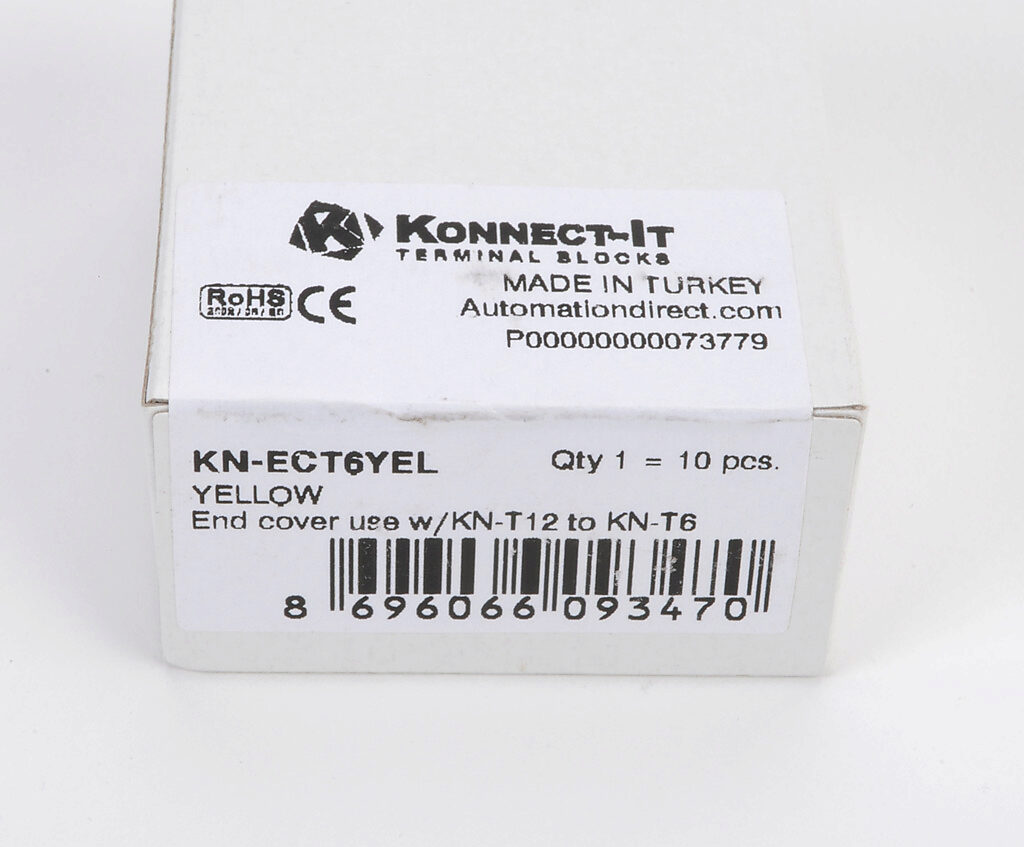 KONNECT-IT
TERMINAL BLOCKS
MADE IN TURKEY
RoHS CE
Automationdirect.com
P00000000073779
KN-ECT6YEL Qty 1 = 10 pcs.
YELLOW
End cover use w/KN-T12 to KN-T6
8 696066 093470